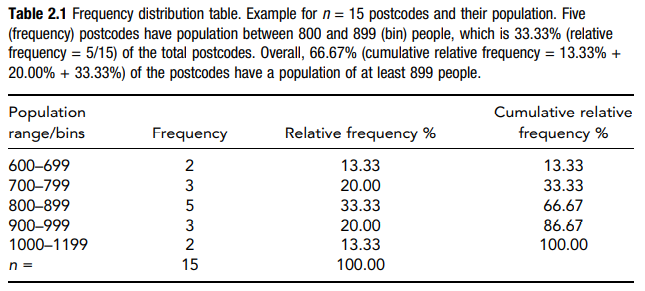 Table 2.1 Frequency distribution table. Example for n = 15 postcodes and their population. Five
(frequency) postcodes have population between 800 and 899 (bin) people, which is 33.33% (relative
frequency = 5/15) of the total postcodes. Overall, 66.67% (cumulative relative frequency = 13.33% +
20.00% + 33.33%) of the postcodes have a population of at least 899 people.
Population Cumulative relative
range/bins Frequency Relative frequency % frequency %
600–699 2 13.33 13.33
700–799 3 20.00 33.33
800–899 5 33.33 66.67
900–999 3 20.00 86.67
1000–1199 2 13.33 100.00
n = 15 100.00